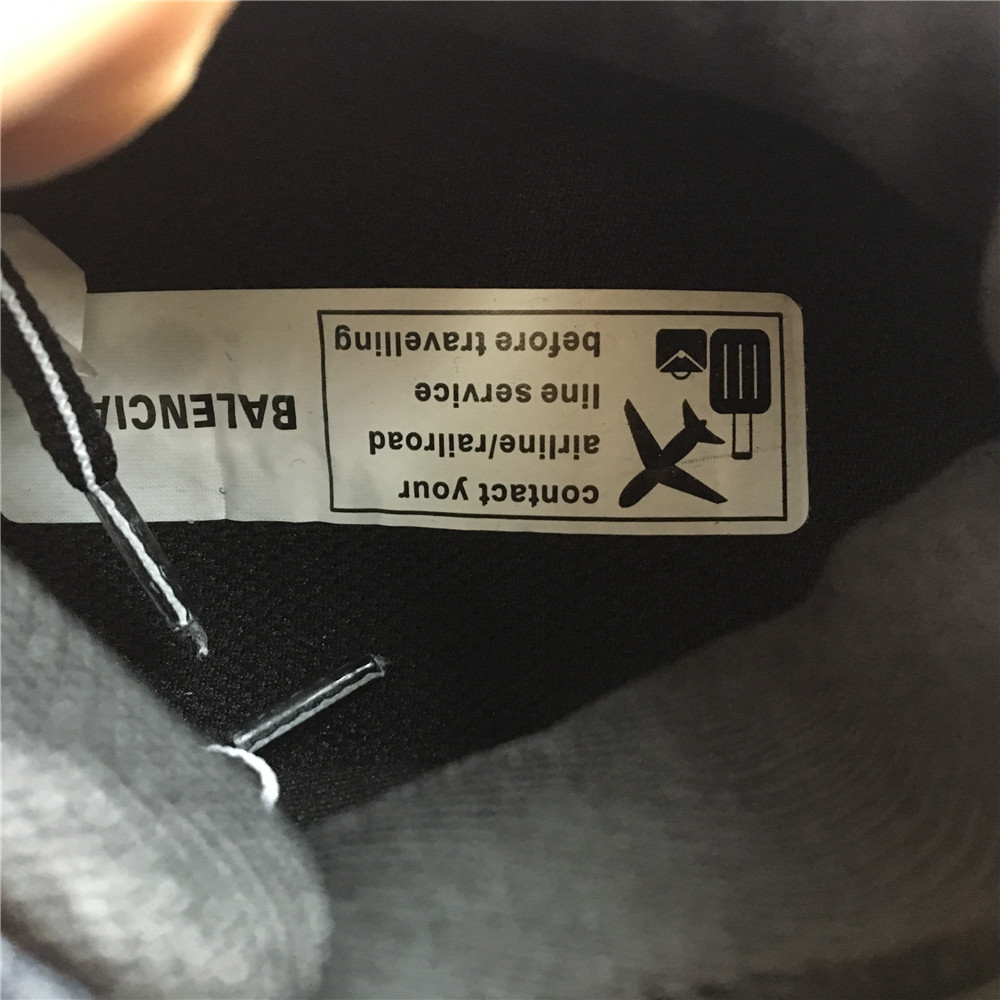 BALENCIA
contact your
airline/railroad
line service
before travelling